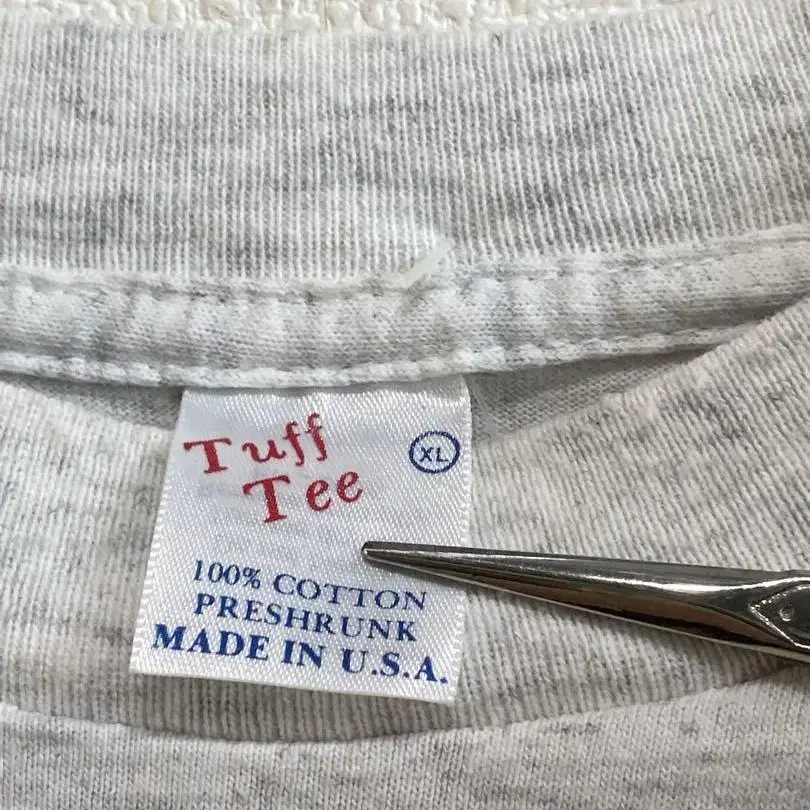 Tuff
XL
Tee
100% COTTON
PRESHRUNK
MADE IN U.S.A.